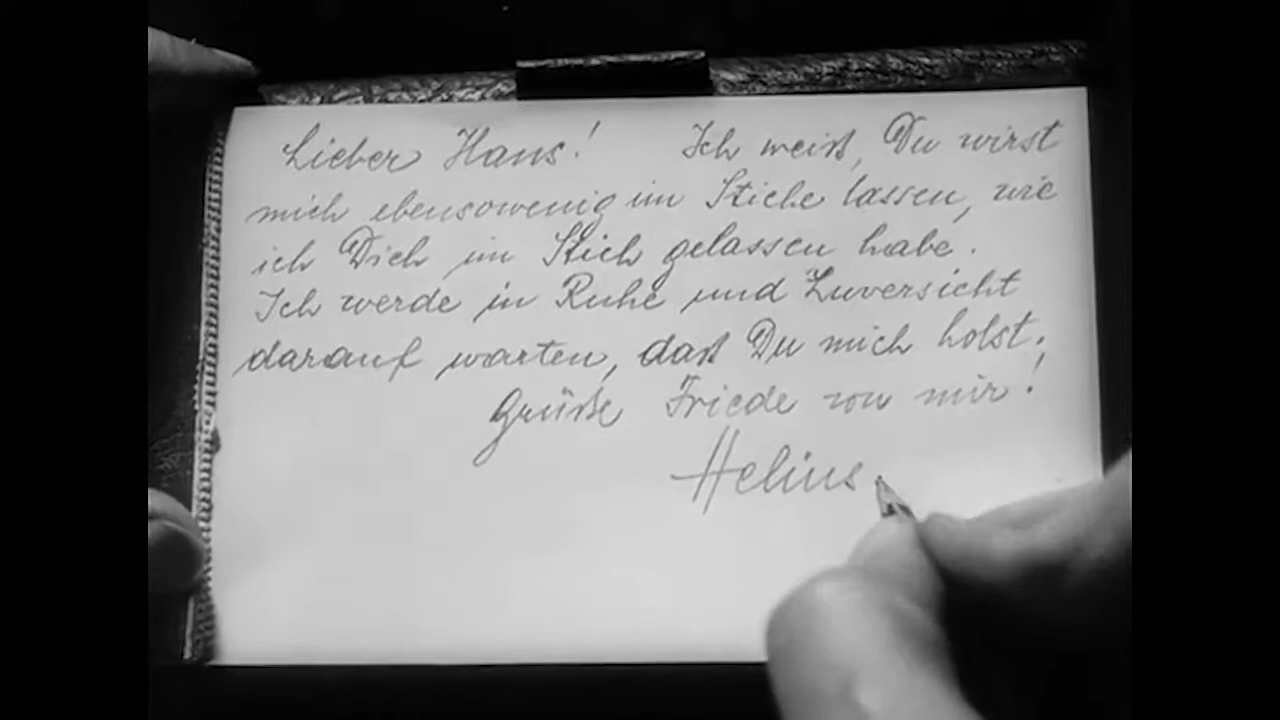 Lieber Hans! Ich weiß, Du wirst
mich ebensowenig im Stiche lassen, wie
ich Dich im Stich gelassen habe.
Ich werde in Ruhe und Zuversicht
darauf warten, daß Du mich holst.
Grüße Friede von mir!
Helius